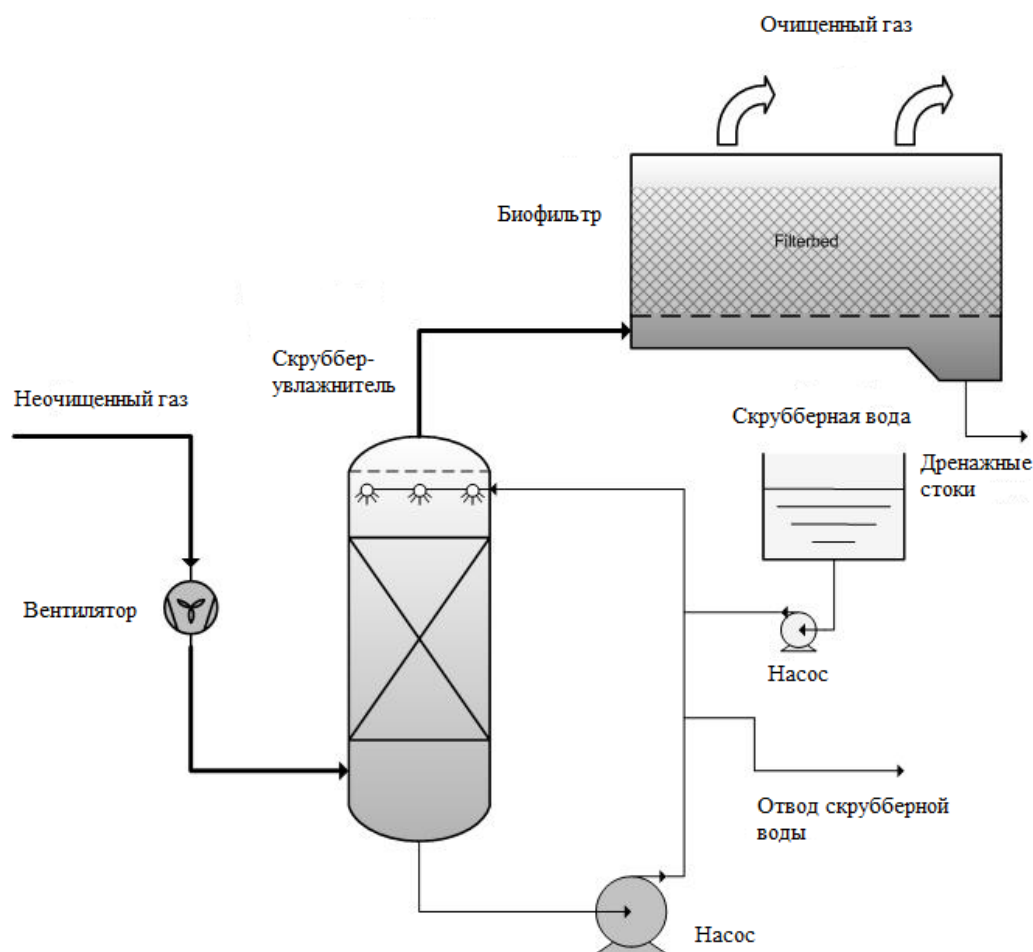 Очищенный газ
Биофильтр
Filterbed
Скруббер-
увлажнитель
Неочищенный газ
Скрубберная вода
Дренажные
стоки
Вентилятор
Насос
Отвод скрубберной
воды
Насос